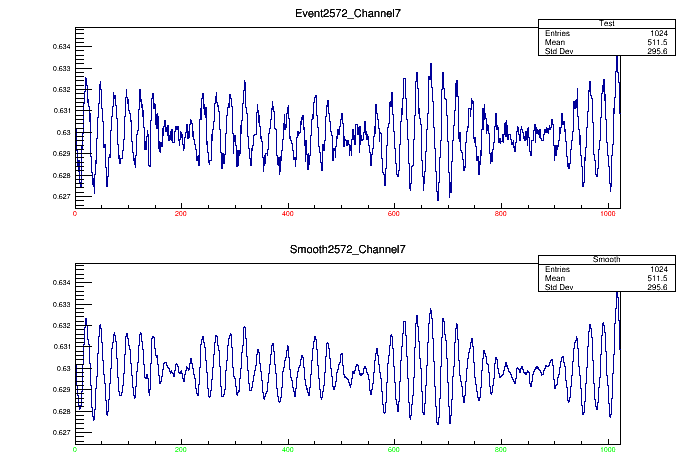 Event2572_Channel7
Test
Entries 1024
Mean 511.5
Std Dev 295.6
0.634
0.633
0.632
0.631
0.63
0.629
0.628
0.627
0 200 400 600 800 1000
Smooth2572_Channel7
Smooth
Entries 1024
Mean 511.5
Std Dev 295.6
0.634
0.633
0.632
0.631
0.63
0.629
0.628
0.627
0 200 400 600 800 1000